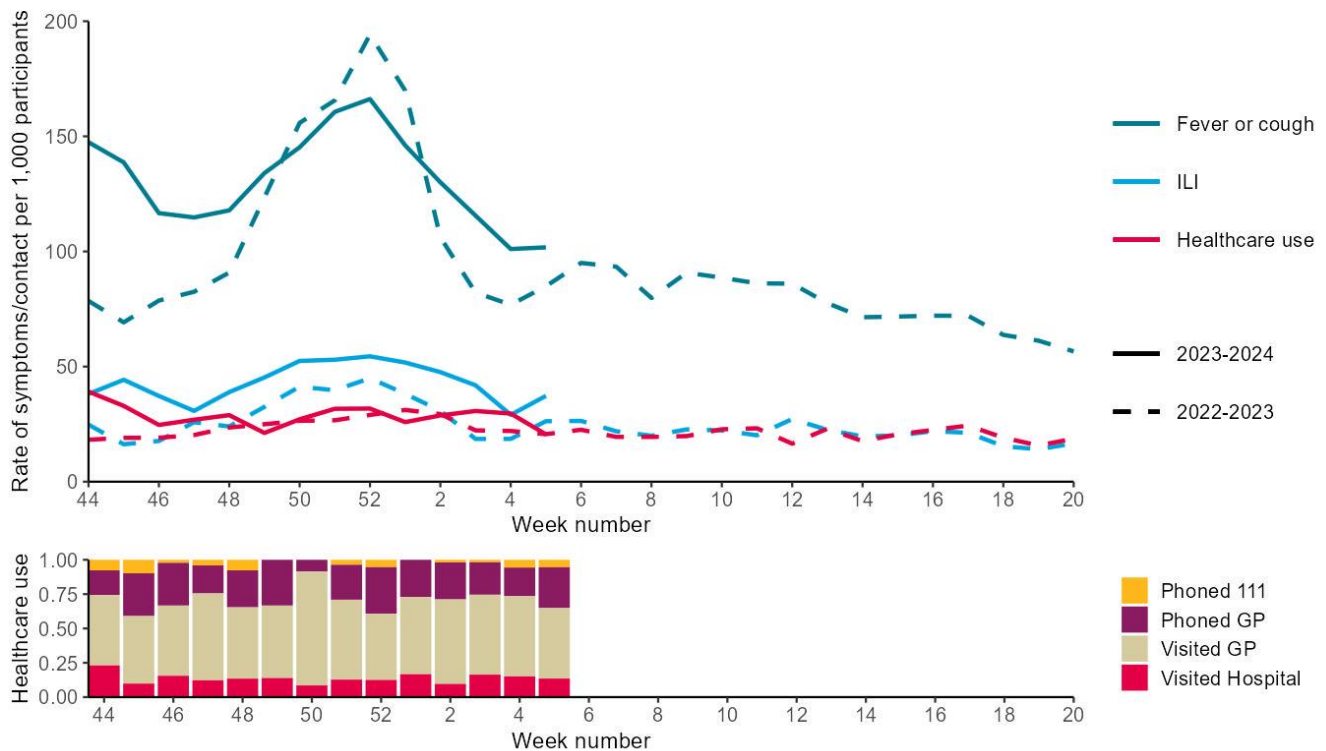 Rate of symptoms/contact per 1,000 participants
200
150
100
50
0
44 46 48 50 52 2 4 6 8 10 12 14 16 18 20
Week number
Fever or cough
ILI
Healthcare use
2023-2024
2022-2023
Healthcare use
1.00
0.75
0.50
0.25
0.00
44 46 48 50 52 2 4 6 8 10 12 14 16 18 20
Week number
Phoned 111
Phoned GP
Visited GP
Visited Hospital